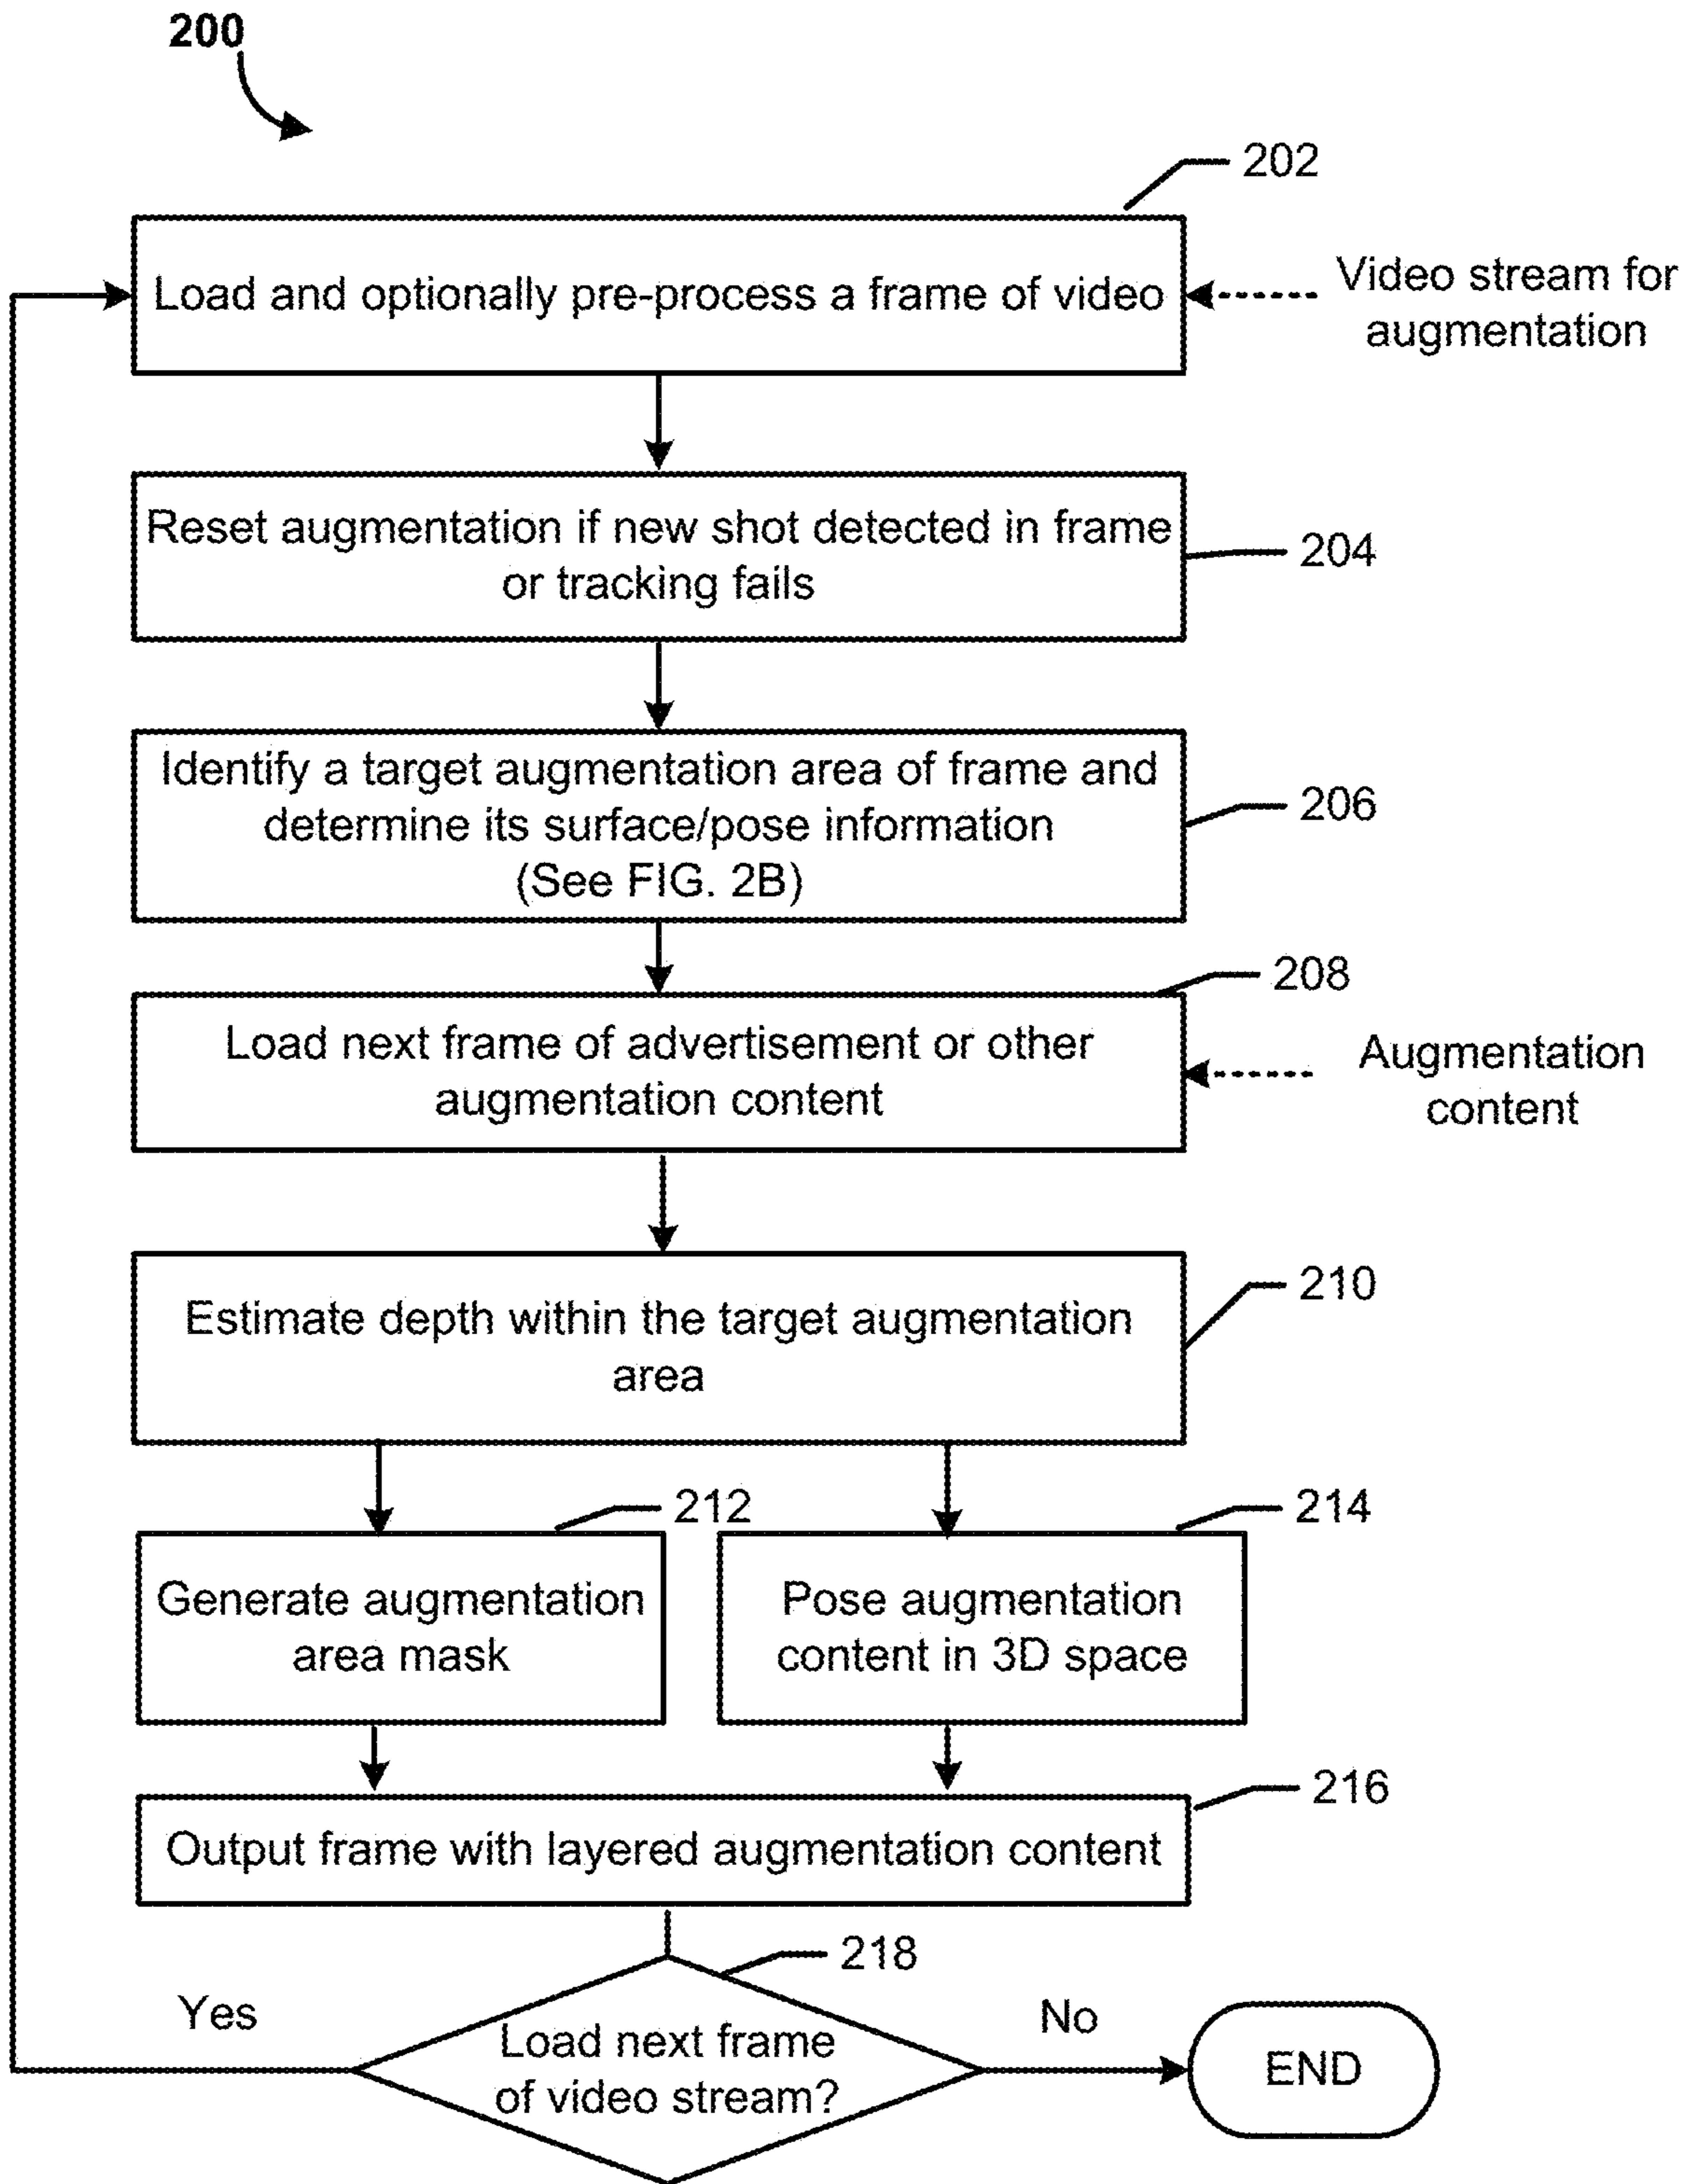 200
202
Load and optionally pre-process a frame of video
Video stream for
augmentation
Reset augmentation if new shot detected in frame
or tracking fails
204
Identify a target augmentation area of frame and
determine its surface/pose information
(See FIG. 2B)
206
208
Load next frame of advertisement or other
augmentation content
Augmentation
content
Estimate depth within the target augmentation
area
210
212
Generate augmentation
area mask
214
Pose augmentation
content in 3D space
216
Output frame with layered augmentation content
218
Yes
Load next frame
of video stream?
No
END